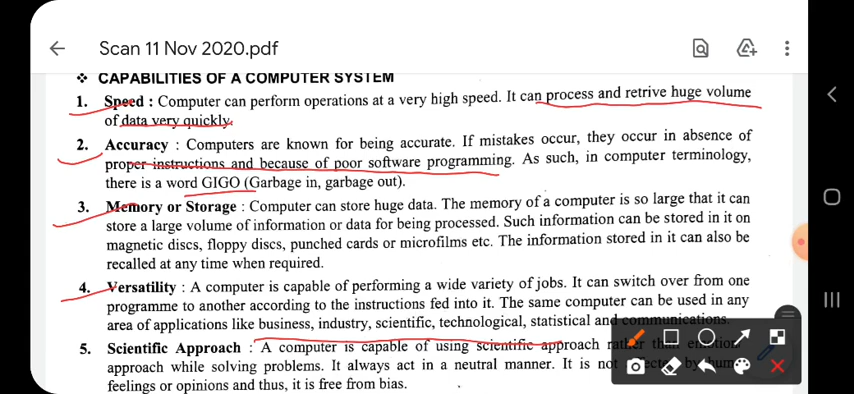 Scan 11 Nov 2020.pdf
❖ CAPABILITIES OF A COMPUTER SYSTEM
1. Speed : Computer can perform operations at a very high speed. It can process and retrive huge volume
of data very quickly.
2. Accuracy : Computers are known for being accurate. If mistakes occur, they occur in absence of
proper instructions and because of poor software programming. As such, in computer terminology,
there is a word GIGO (Garbage in, garbage out).
3. Memory or Storage : Computer can store huge data. The memory of a computer is so large that it can
store a large volume of information or data for being processed. Such information can be stored in it on
magnetic discs, floppy discs, punched cards or microfilms etc. The information stored in it can also be
recalled at any time when required.
4. Versatility : A computer is capable of performing a wide variety of jobs. It can switch over from one
programme to another according to the instructions fed into it. The same computer can be used in any
area of applications like business, industry, scientific, technological, statistical and communications.
5. Scientific Approach : A computer is capable of using scientific approach rather than emotion
approach while solving problems. It always act in a neutral manner. It is not
feelings or opinions and thus, it is free from bias.